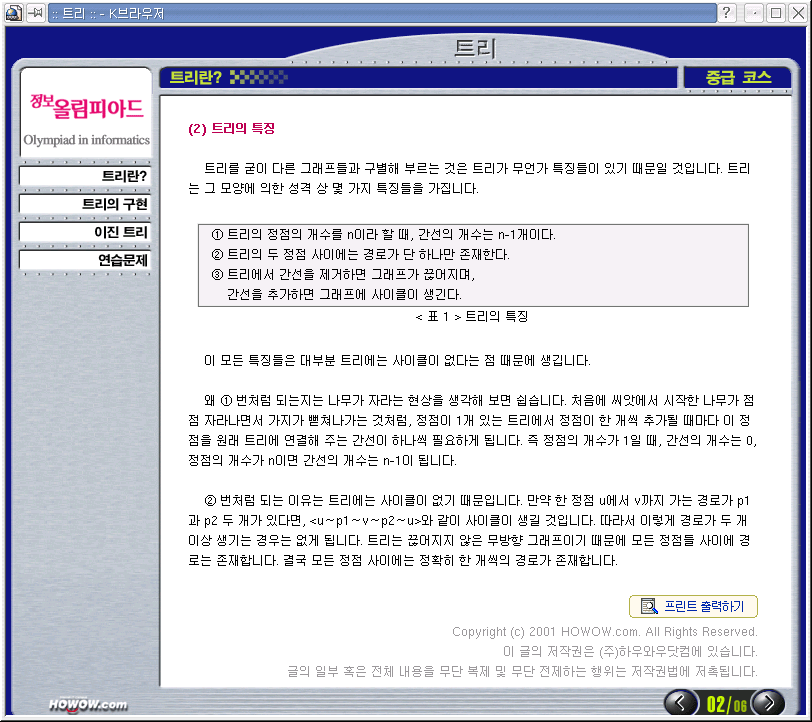 :: 트리 :: - K브라우저
트리
트리란?
중급 코스
정보올림피아드
Olympiad in informatics
트리란?
트리의 구현
이진 트리
연습문제
(2) 트리의 특징
트리를 굳이 다른 그래프들과 구별해 부르는 것은 트리가 무언가 특징들이 있기 때문일 것입니다. 트리
는 그 모양에 의한 성격 상 몇 가지 특징들을 가집니다.
① 트리의 정점의 개수를 n이라 할 때, 간선의 개수는 n-1개이다.
② 트리의 두 정점 사이에는 경로가 단 하나만 존재한다.
③ 트리에서 간선을 제거하면 그래프가 끊어지며,
간선을 추가하면 그래프에 사이클이 생긴다.
< 표 1 > 트리의 특징
이 모든 특징들은 대부분 트리에는 사이클이 없다는 점 때문에 생깁니다.
왜 ① 번처럼 되는지는 나무가 자라는 현상을 생각해 보면 쉽습니다. 처음에 씨앗에서 시작한 나무가 점
점 자라나면서 가지가 뻗쳐나가는 것처럼, 정점이 1개 있는 트리에서 정점이 한 개씩 추가될 때마다 이 정
점을 원래 트리에 연결해 주는 간선이 하나씩 필요하게 됩니다. 즉 정점의 개수가 1일 때, 간선의 개수는 0,
정점의 개수가 n이면 간선의 개수는 n-1이 됩니다.
② 번처럼 되는 이유는 트리에는 사이클이 없기 때문입니다. 만약 한 정점 u에서 v까지 가는 경로가 p1
과 p2 두 개가 있다면, <u~p1~v~p2~u>와 같이 사이클이 생길 것입니다. 따라서 이렇게 경로가 두 개
이상 생기는 경우는 없게 됩니다. 트리는 끊어지지 않은 무방향 그래프이기 때문에 모든 정점들 사이에 경
로는 존재합니다. 결국 모든 정점 사이에는 정확히 한 개씩의 경로가 존재합니다.
프린트 출력하기
Copyright (c) 2001 HOWOW.com. All Rights Reserved.
이 글의 저작권은 (주)하우와우닷컴에 있습니다.
글의 일부 혹은 전체 내용을 무단 복제 및 무단 전제하는 행위는 저작권법에 저촉됩니다.
HOWOW.com
02/06